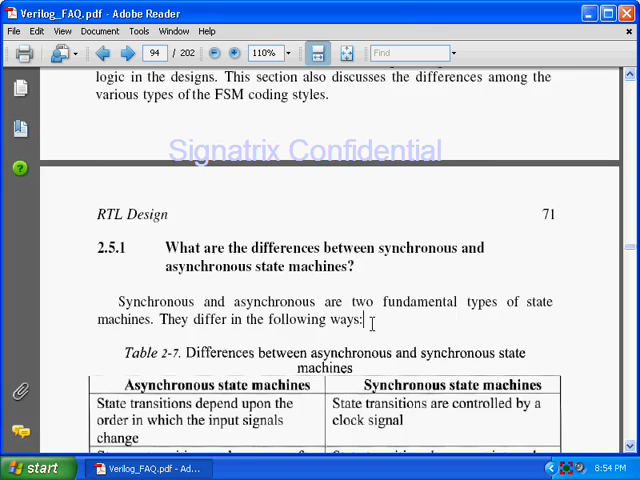 Verilog_FAQ.pdf - Adobe Reader
File Edit View Document Tools Window Help
94 / 202 110% Find
logic in the designs. This section also discusses the differences among the
various types of the FSM coding styles.
Signatrix Confidential
RTL Design 71
2.5.1 What are the differences between synchronous and
asynchronous state machines?
Synchronous and asynchronous are two fundamental types of state
machines. They differ in the following ways:
Table 2-7. Differences between asynchronous and synchronous state
machines
Asynchronous state machines Synchronous state machines
State transitions depend upon the State transitions are controlled by a
order in which the input signals clock signal
change
start Verilog_FAQ.pdf - Ado... 8:54 PM